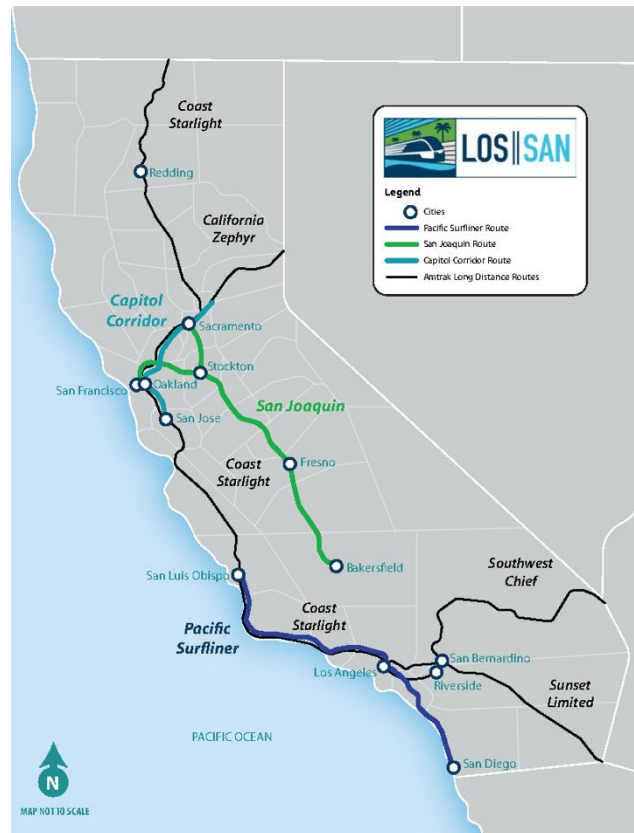 Coast
Starlight
LOS||SAN
Redding
Legend
Cities
Pacific Surfliner Route
San Joaquin Route
Capitol Corridor Route
Amtrak Long Distance Routes
California
Zephyr
Capitol
Corridor
Sacramento
Stockton
San Francisco
Oakland
San Joaquin
San Jose
Coast
Starlight
Fresno
Bakersfield
Southwest
Chief
San Luis Obispo
Coast
Starlight
Pacific
Surfliner
San Bernardino
Los Angeles
Riverside
Sunset
Limited
PACIFIC OCEAN
San Diego
N
MAP NOT TO SCALE